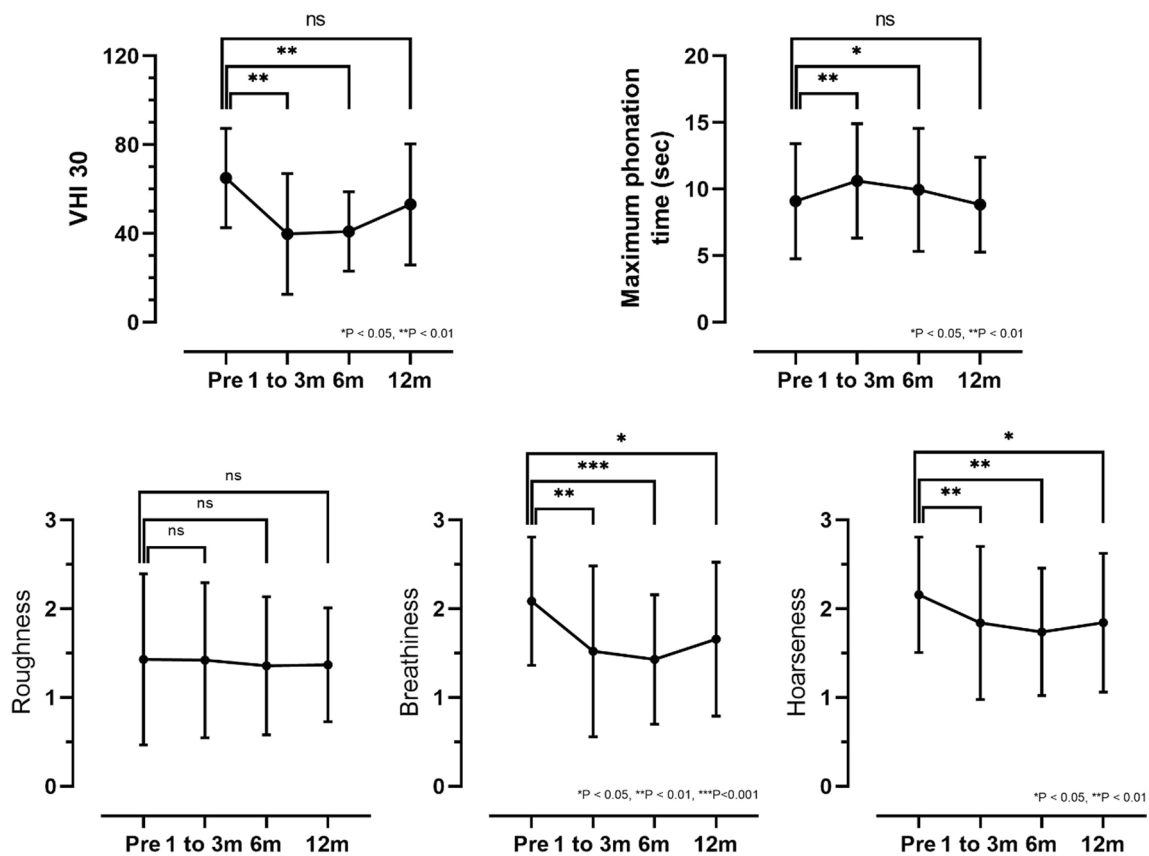 ns
**
**
120
80
40
0
VHI 30
*P < 0.05, **P < 0.01
Pre 1 to 3m 6m 12m
ns
*
**
20
15
10
5
0
Maximum phonation
time (sec)
*P < 0.05, **P < 0.01
Pre 1 to 3m 6m 12m
ns
ns
ns
3
2
1
0
Roughness
Pre 1 to 3m 6m 12m
*
***
**
3
2
1
0
Breathiness
*P < 0.05, **P < 0.01, ***P<0.001
Pre 1 to 3m 6m 12m
*
**
**
3
2
1
0
Hoarseness
*P < 0.05, **P < 0.01
Pre 1 to 3m 6m 12m